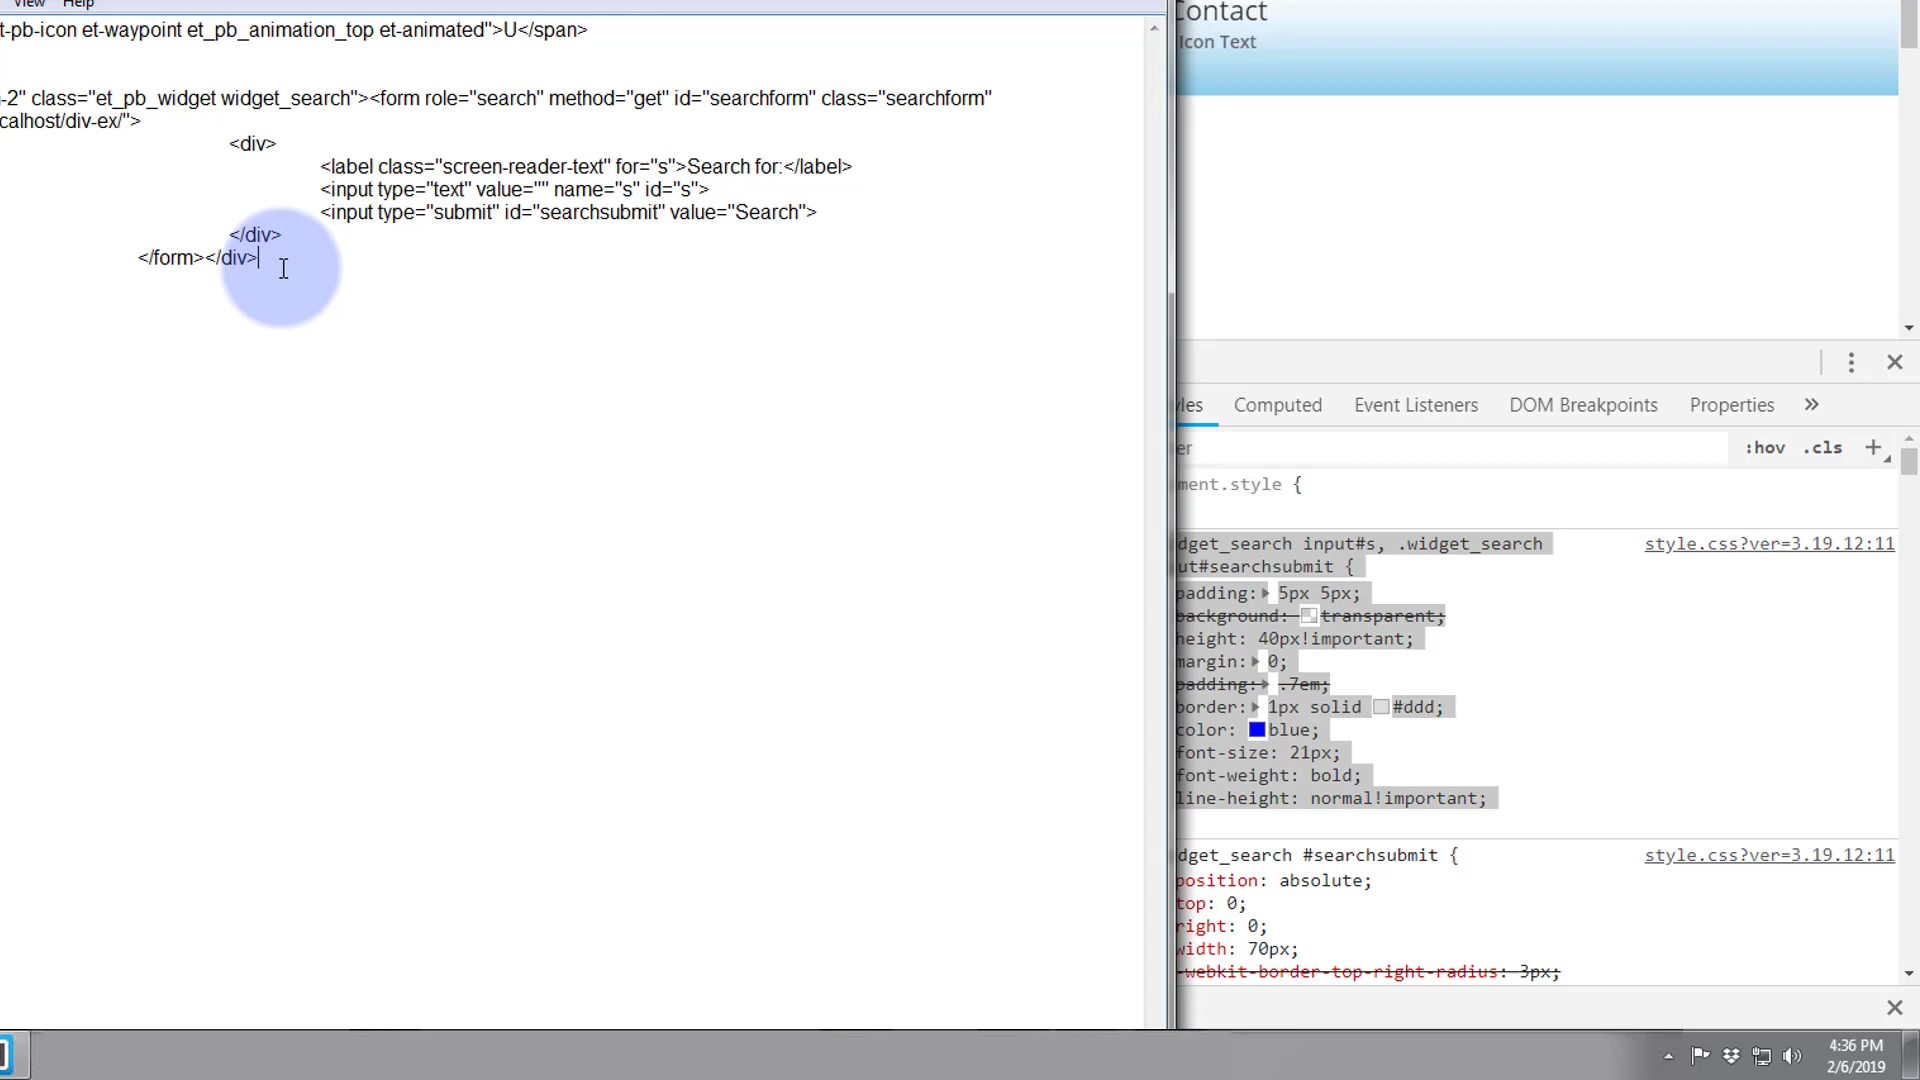 View Help
t-pb-icon et-waypoint et_pb_animation_top et-animated">U</span>
-2" class="et_pb_widget widget_search"><form role="search" method="get" id="searchform" class="searchform"
calhost/div-ex/">
<div>
<label class="screen-reader-text" for="s">Search for:</label>
<input type="text" value="" name="s" id="s">
<input type="submit" id="searchsubmit" value="Search">
</div>
</form></div>
Contact
Icon Text
les Computed Event Listeners DOM Breakpoints Properties »
er :hov .cls +
ment.style {
dget_search input#s, .widget_search style.css?ver=3.19.12:11
ut#searchsubmit {
padding: 5px 5px;
background: transparent;
height: 40px!important;
margin: 0;
padding: .7em;
border: 1px solid #ddd;
color: blue;
font-size: 21px;
font-weight: bold;
line-height: normal!important;
dget_search #searchsubmit { style.css?ver=3.19.12:11
position: absolute;
top: 0;
right: 0;
width: 70px;
-webkit-border-top-right-radius: 3px;
4:36 PM
2/6/2019